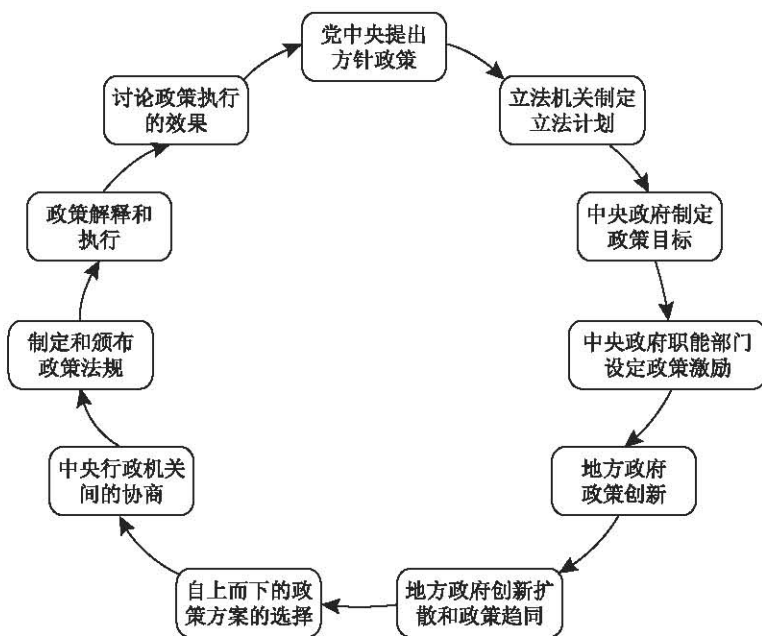 党中央提出
方针政策
立法机关制定
立法计划
中央政府制定
政策目标
中央政府职能部门
设定政策激励
地方政府
政策创新
地方政府创新扩
散和政策趋同
自上而下的政
策方案的选择
中央行政机关
间的协商
制定和颁布
政策法规
政策解释和
执行
讨论政策执行
的效果